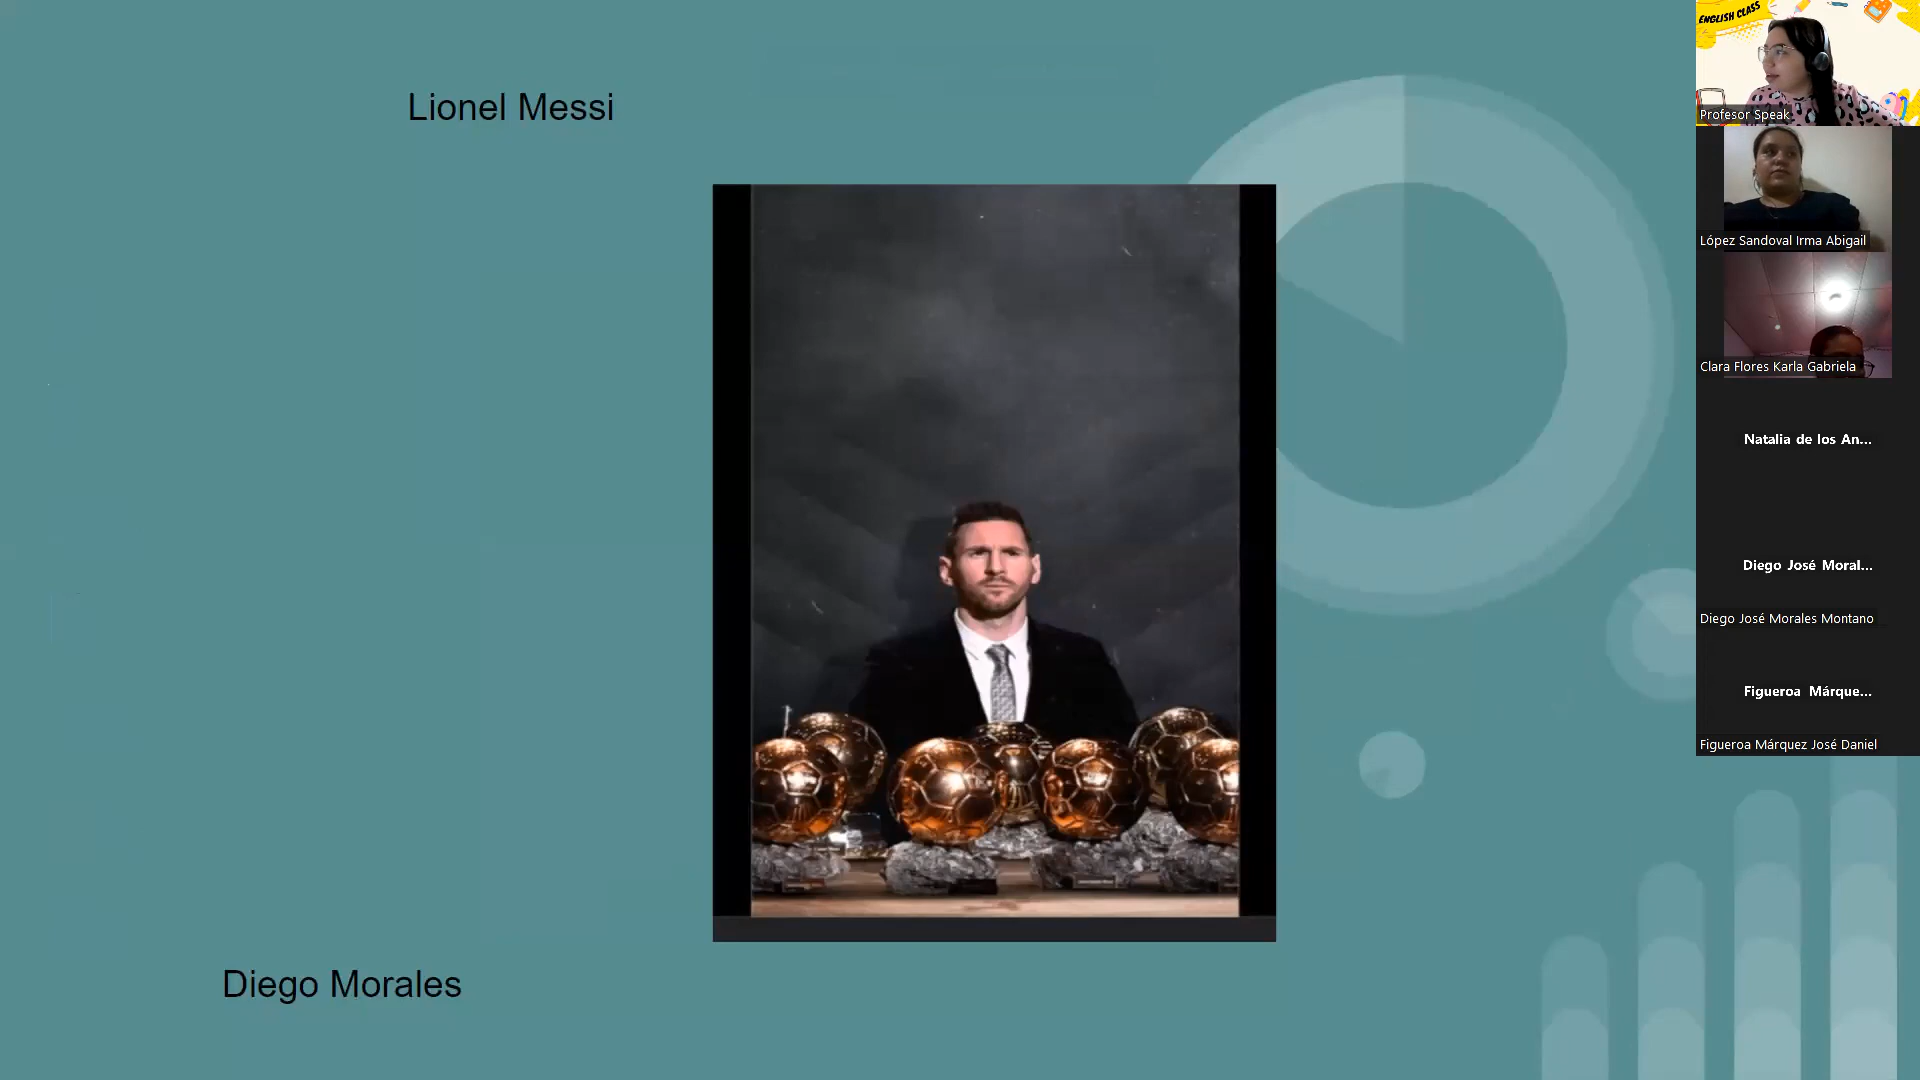 Lionel Messi
Diego Morales
ENGLISH CLASS
Profesor Speak
López Sandoval Irma Abigail
Clara Flores Karla Gabriela
Natalia de los An...
Diego José Moral...
Diego José Morales Montano
Figueroa Márque...
Figueroa Márquez José Daniel